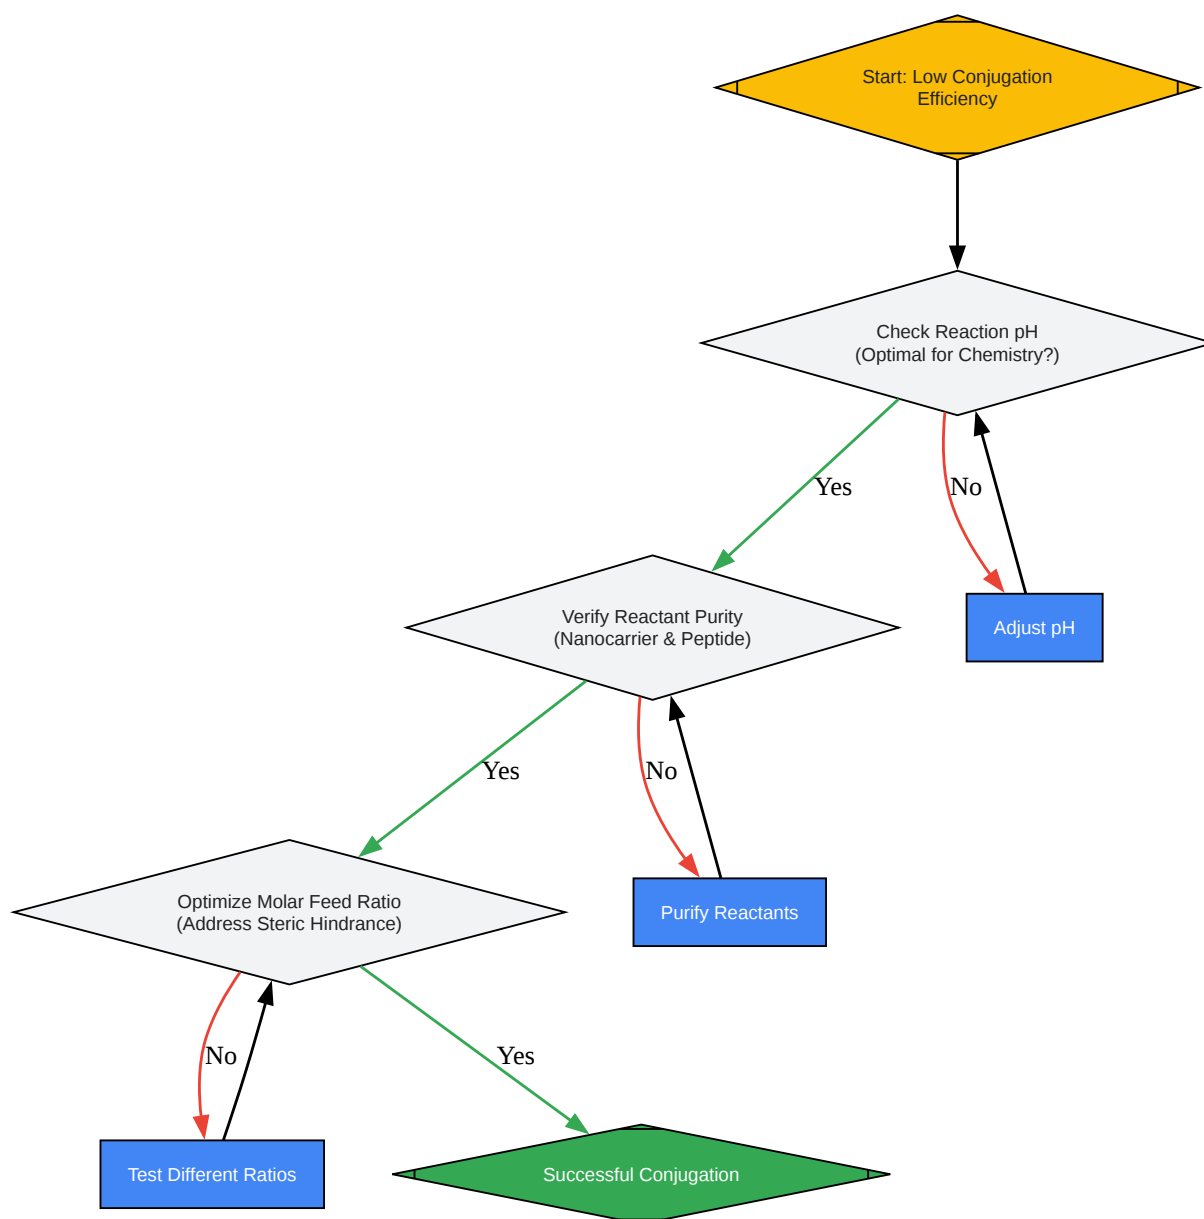 Start: Low Conjugation
Efficiency
Check Reaction pH
(Optimal for Chemistry?)
Yes
No
Verify Reactant Purity
(Nanocarrier & Peptide)
Adjust pH
Yes
No
Optimize Molar Feed Ratio
(Address Steric Hindrance)
Purify Reactants
No
Yes
Test Different Ratios
Successful Conjugation